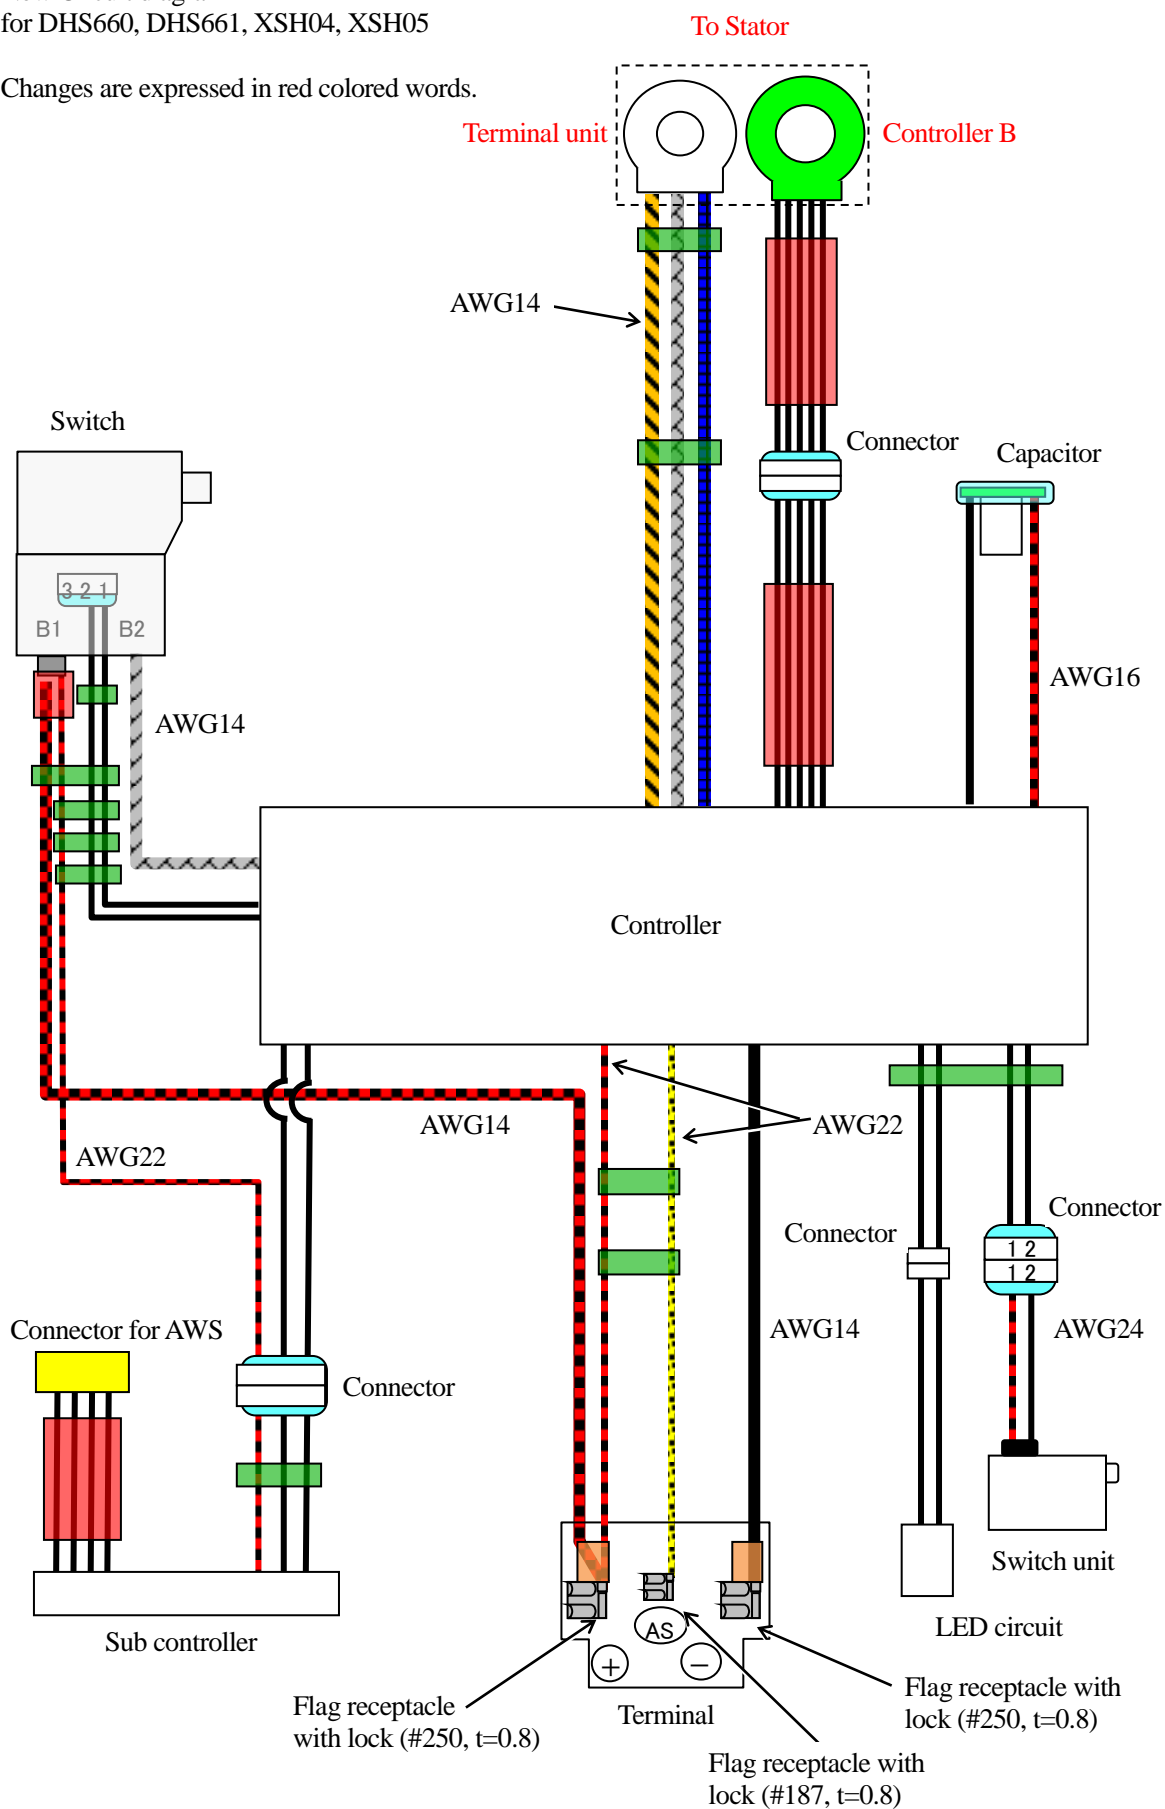 for DHS660, DHS661, XSH04, XSH05
To Stator
Changes are expressed in red colored words.
Terminal unit
Controller B
AWG14
Switch
Connector
Capacitor
3 2 1
B1
B2
AWG16
AWG14
Controller
AWG14
AWG22
AWG22
Connector
Connector
1 2
1 2
Connector for AWS
AWG14
AWG24
Connector
Switch unit
AS
LED circuit
Sub controller
+
−
Flag receptacle
with lock (#250, t=0.8)
Terminal
Flag receptacle with
lock (#250, t=0.8)
Flag receptacle with
lock (#187, t=0.8)